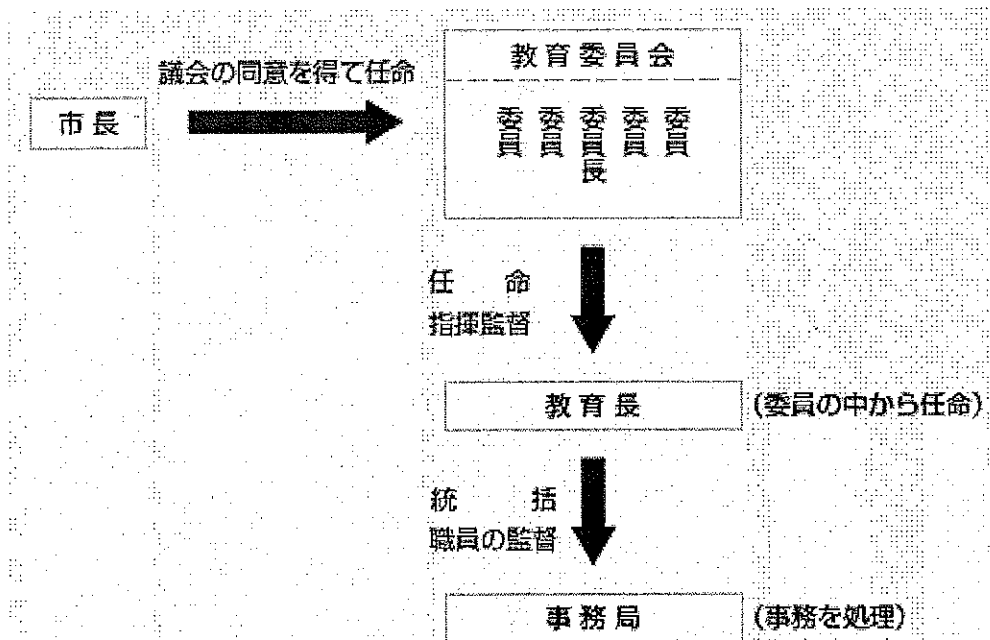 教育委員会
議会の同意を得て任命
市長
委員 委員 委員長 委員 委員
任命
指揮監督
教育長 (委員の中から任命)
統括
職員の監督
事務局 (事務を処理)